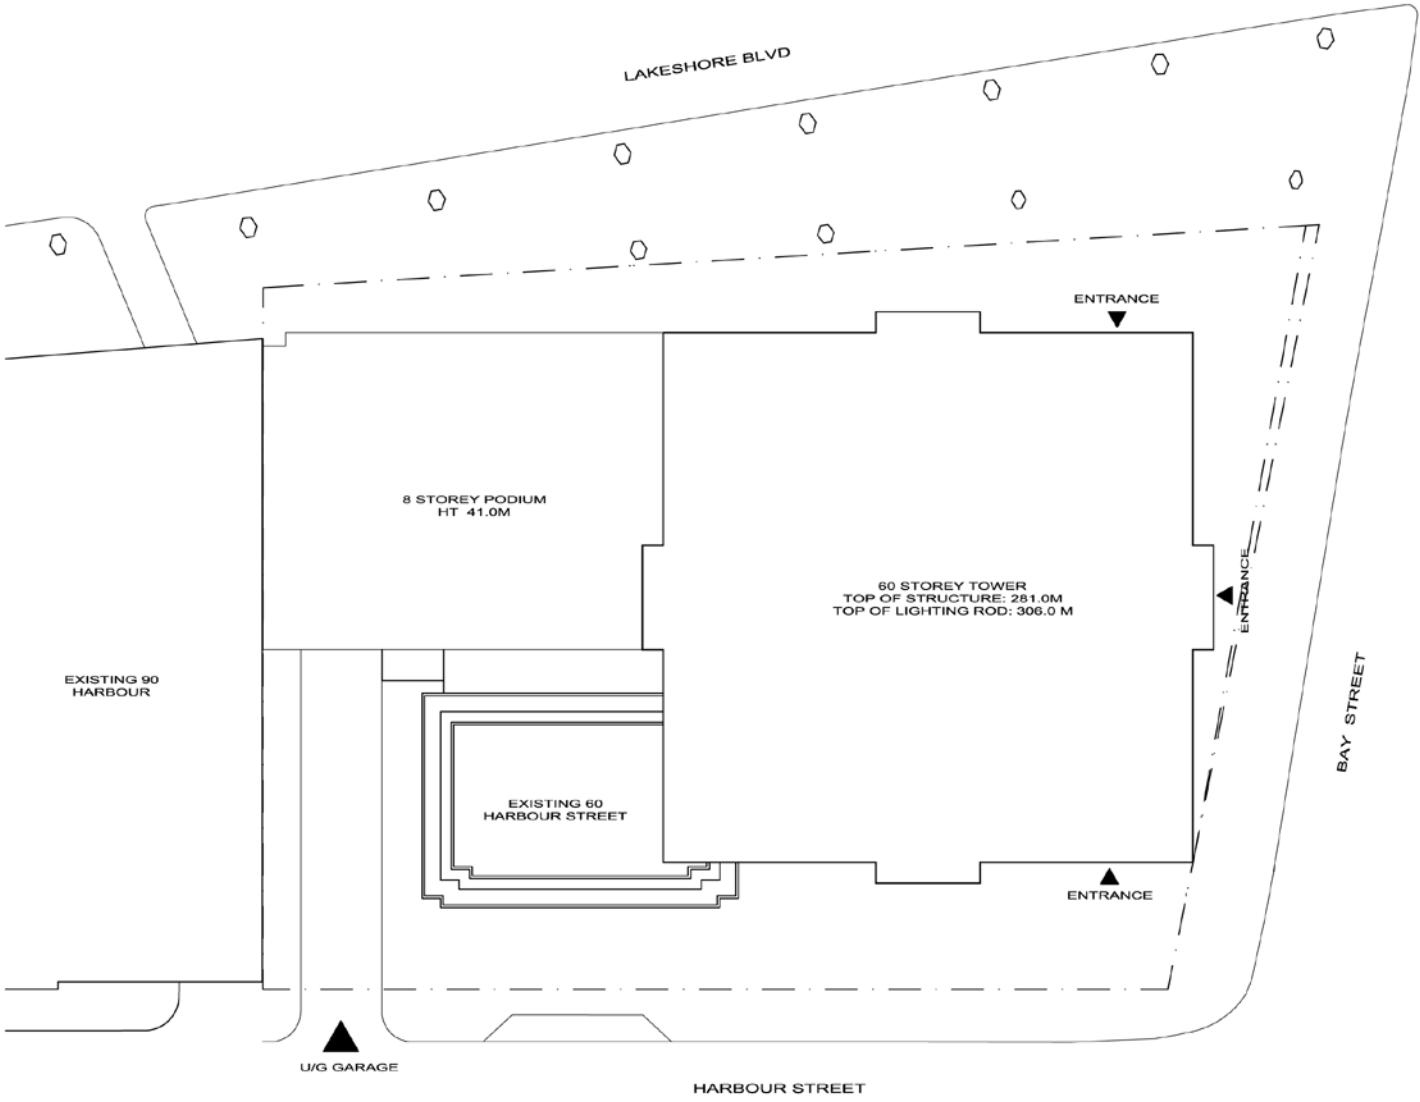 LAKESHORE BLVD
ENTRANCE
8 STOREY PODIUM
HT 41.0M
60 STOREY TOWER
TOP OF STRUCTURE: 281.0M
TOP OF LIGHTING ROD: 306.0 M
ENTRANCE
EXISTING 90
HARBOUR
BAY STREET
EXISTING 60
HARBOUR STREET
ENTRANCE
U/G GARAGE
HARBOUR STREET